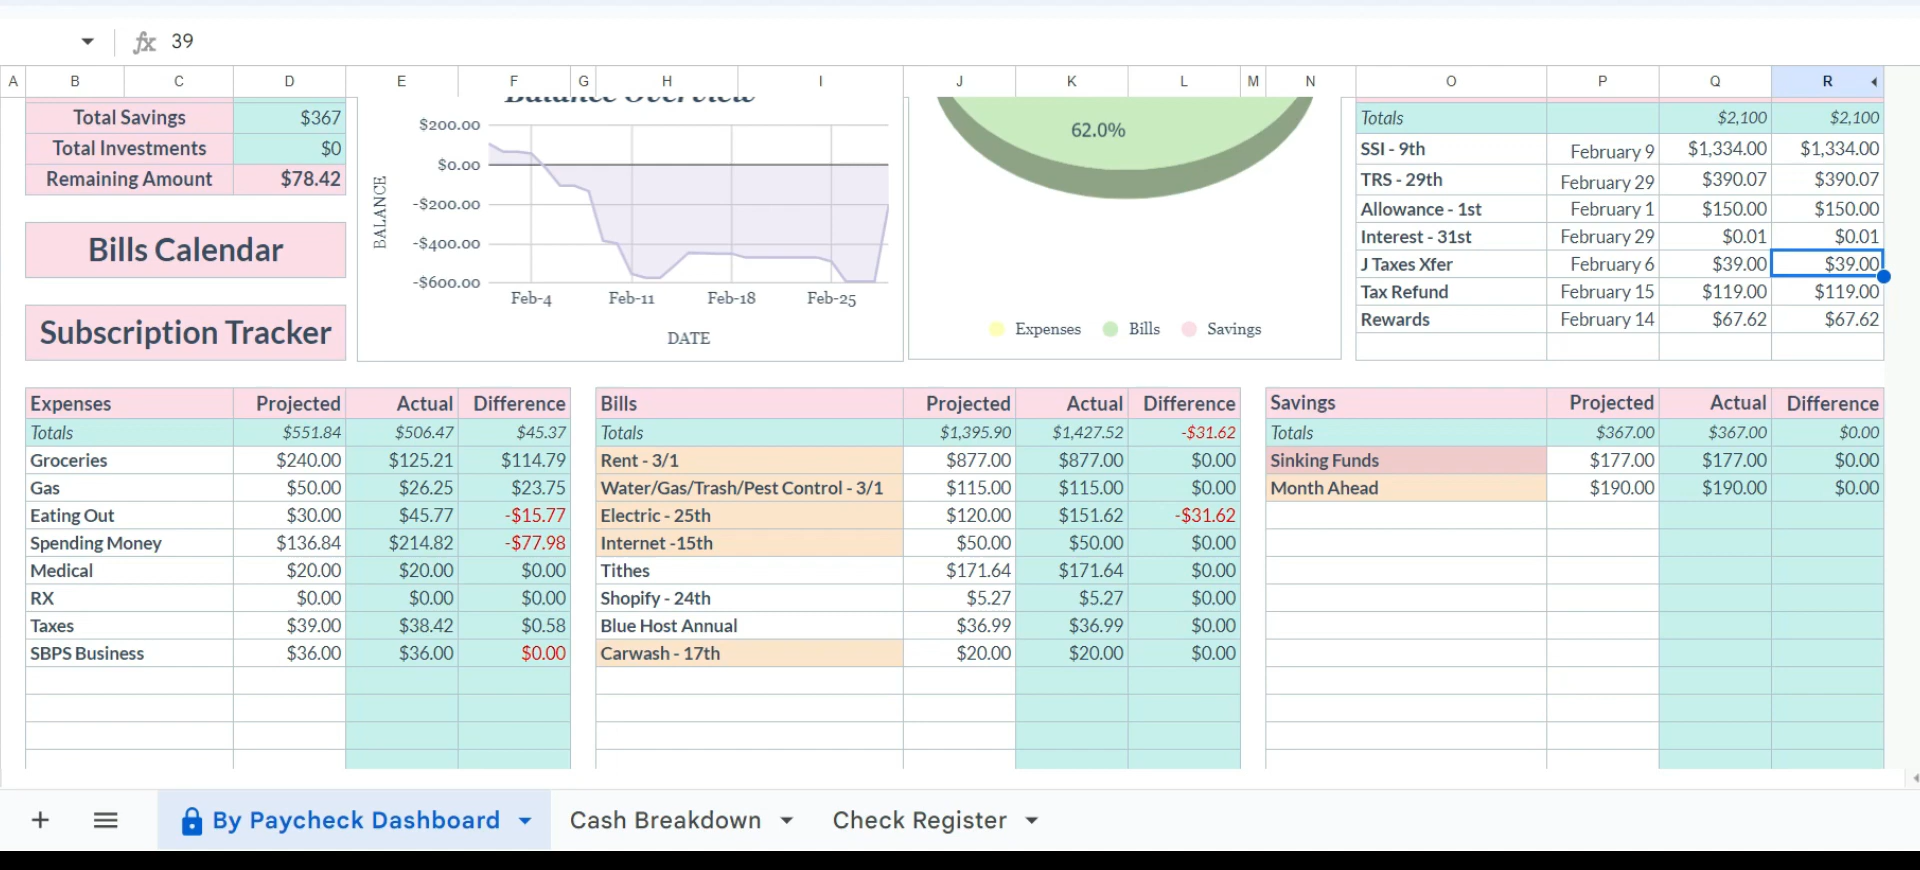 39
A B C D E F G H I J K L M N O P Q R
Total Savings $367
Total Investments $0
Remaining Amount $78.42
Bills Calendar
Subscription Tracker
Balance Overview
$200.00
$0.00
-$200.00
-$400.00
-$600.00
BALANCE
Feb-4 Feb-11 Feb-18 Feb-25
DATE
62.0%
Expenses Bills Savings
Totals $2,100 $2,100
SSI - 9th February 9 $1,334.00 $1,334.00
TRS - 29th February 29 $390.07 $390.07
Allowance - 1st February 1 $150.00 $150.00
Interest - 31st February 29 $0.01 $0.01
J Taxes Xfer February 6 $39.00 $39.00
Tax Refund February 15 $119.00 $119.00
Rewards February 14 $67.62 $67.62
Expenses Projected Actual Difference
Totals $551.84 $506.47 $45.37
Groceries $240.00 $125.21 $114.79
Gas $50.00 $26.25 $23.75
Eating Out $30.00 $45.77 -$15.77
Spending Money $136.84 $214.82 -$77.98
Medical $20.00 $20.00 $0.00
RX $0.00 $0.00 $0.00
Taxes $39.00 $38.42 $0.58
SBPS Business $36.00 $36.00 $0.00
Bills Projected Actual Difference
Totals $1,395.90 $1,427.52 -$31.62
Rent - 3/1 $877.00 $877.00 $0.00
Water/Gas/Trash/Pest Control - 3/1 $115.00 $115.00 $0.00
Electric - 25th $120.00 $151.62 -$31.62
Internet -15th $50.00 $50.00 $0.00
Tithes $171.64 $171.64 $0.00
Shopify - 24th $5.27 $5.27 $0.00
Blue Host Annual $36.99 $36.99 $0.00
Carwash - 17th $20.00 $20.00 $0.00
Savings Projected Actual Difference
Totals $367.00 $367.00 $0.00
Sinking Funds $177.00 $177.00 $0.00
Month Ahead $190.00 $190.00 $0.00
By Paycheck Dashboard Cash Breakdown Check Register